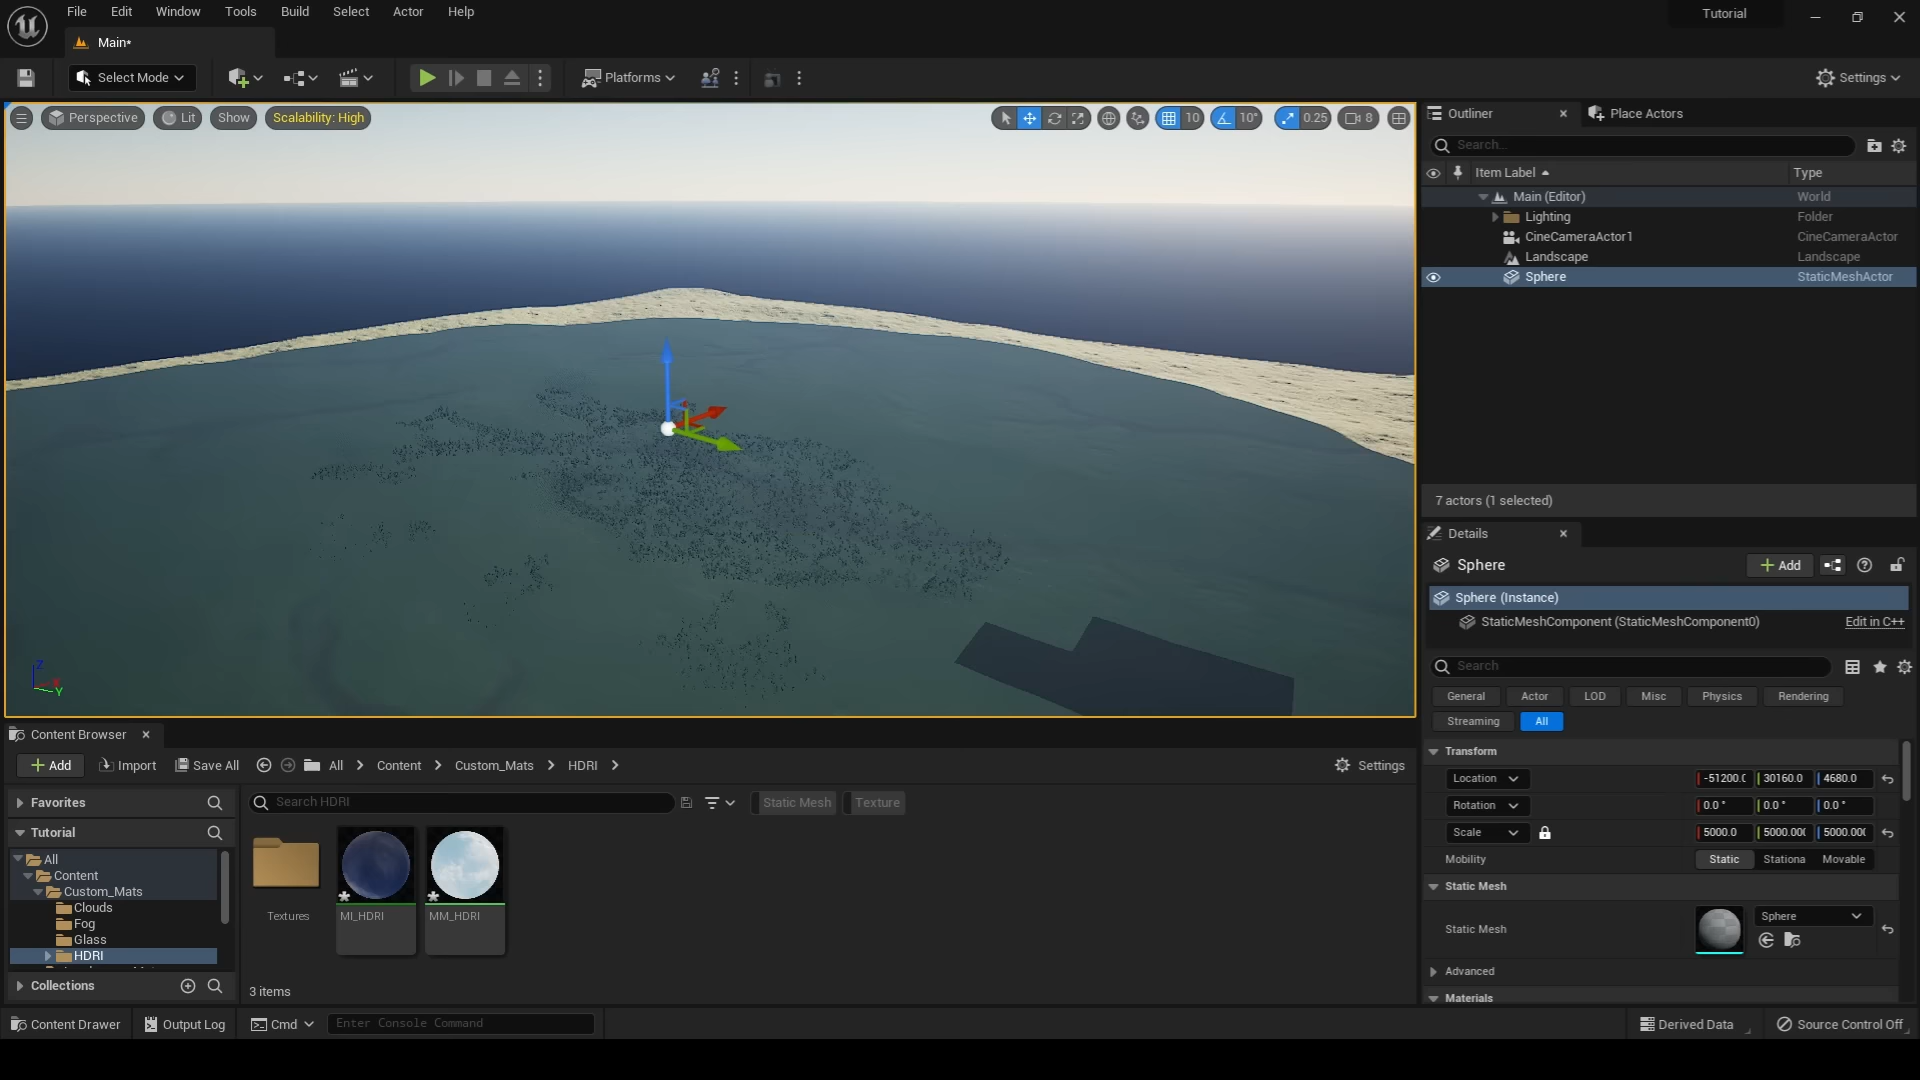 File Edit Window Tools Build Select Actor Help
Tutorial
Main*
Select Mode
Platforms
Settings
Perspective Lit Show Scalability: High
10 10° 0.25 8
Z
X
Y
Outliner
Place Actors
Search...
Item Label Type
Main (Editor) World
Lighting Folder
CineCameraActor1 CineCameraActor
Landscape Landscape
Sphere StaticMeshActor
7 actors (1 selected)
Details
Sphere
Add
Sphere (Instance)
StaticMeshComponent (StaticMeshComponent0) Edit in C++
Search
General Actor LOD Misc Physics Rendering
Streaming All
Transform
Location -51200.0 30160.0 4680.0
Rotation 0.0 ° 0.0 ° 0.0 °
Scale 5000.0 5000.000 5000.000
Mobility Static Stationa Movable
Static Mesh
Static Mesh Sphere
Advanced
Materials
Content Browser
Add Import Save All All Content Custom_Mats HDRI Settings
Favorites
Tutorial
All
Content
Custom_Mats
Clouds
Fog
Glass
HDRI
Collections
Search HDRI Static Mesh Texture
Textures MI_HDRI MM_HDRI
3 items
Content Drawer Output Log Cmd Enter Console Command Derived Data Source Control Off